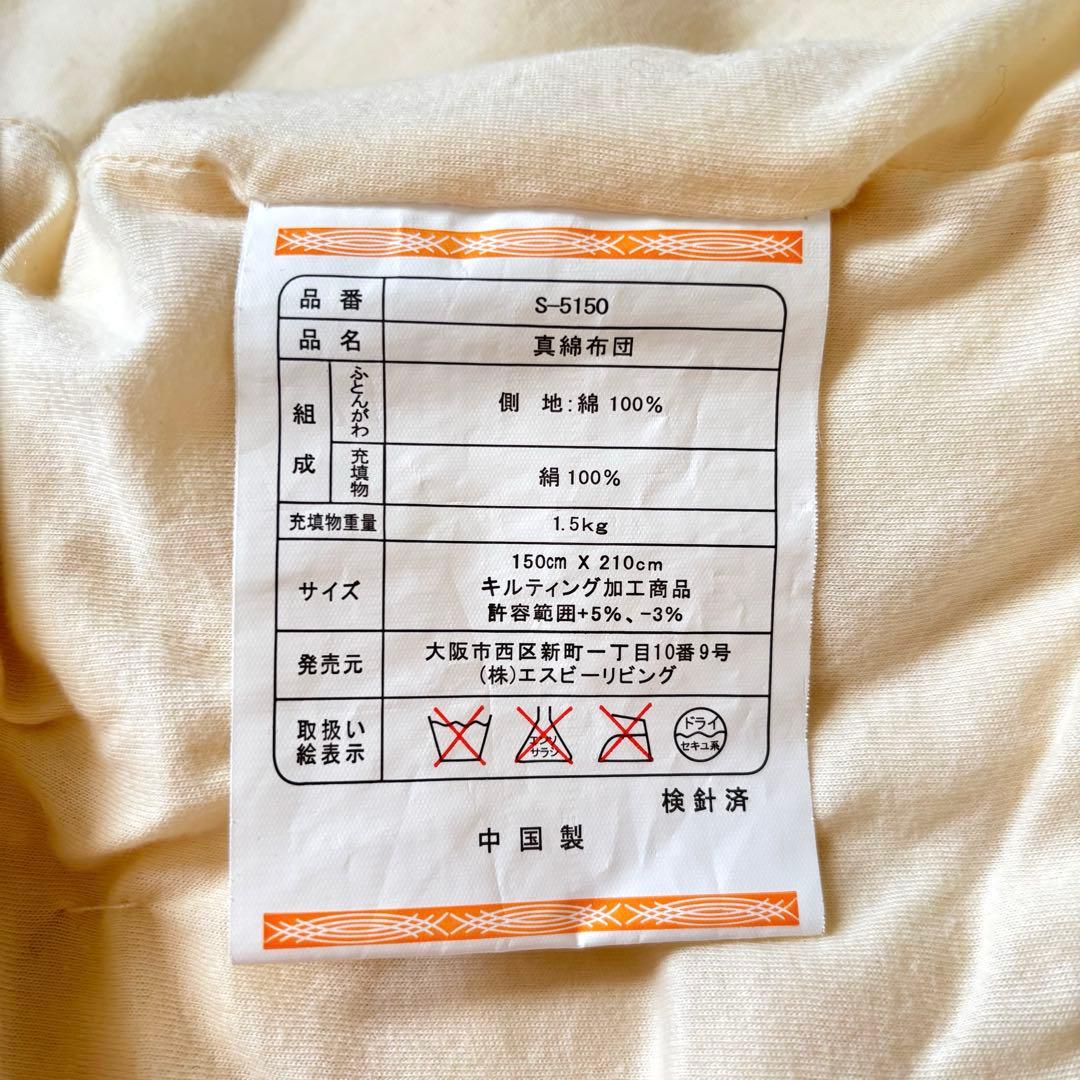 品番 S-5150
品名 真綿布団
組成 ふとんがわ 側 地:綿 100%
充填物 絹 100%
充填物重量 1.5kg
サイズ 150cm X 210cm
キルティング加工商品
許容範囲+5%、-3%
発売元 大阪市西区新町一丁目10番9号
(株)エスビーリビング
取扱い
絵表示
エンソ
サラシ
ドライ
セキユ系
検針済
中国製